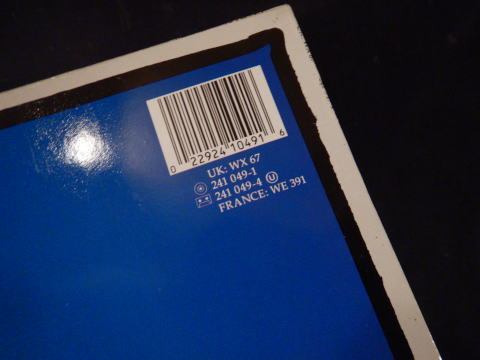 0 22924 10491 6
UK: WX 67
241 049-1
241 049-4 U
FRANCE: WE 391